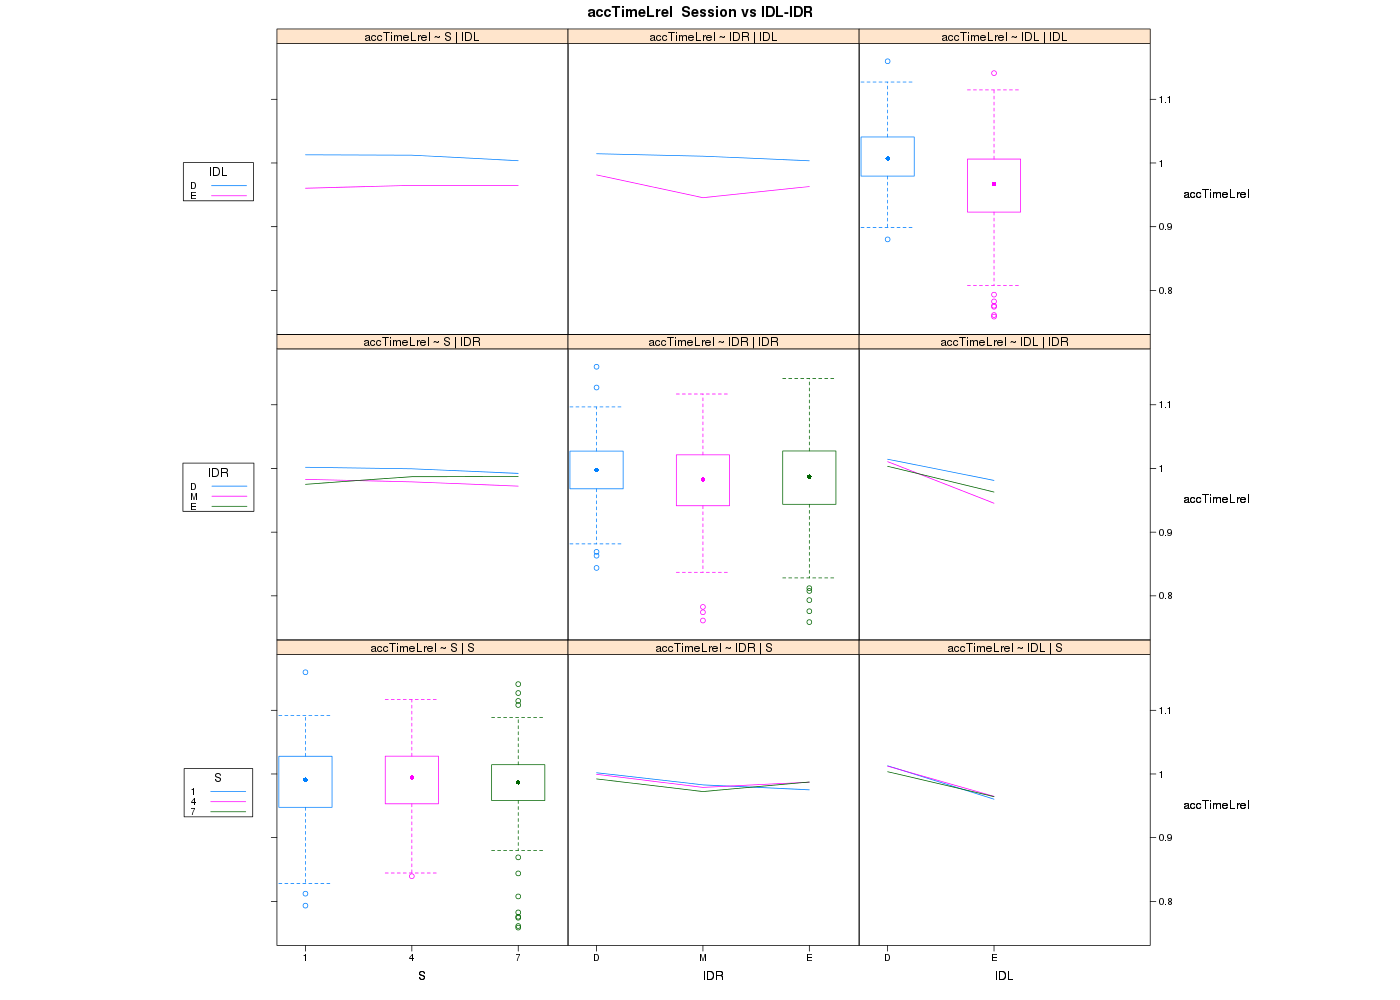 accTimeLrel  Session vs IDL-IDR
accTimeLrel ~ S | IDL
accTimeLrel ~ IDR | IDL
accTimeLrel ~ IDL | IDL
IDL
D
E
1.1
1
0.9
0.8
accTimeLrel
accTimeLrel ~ S | IDR
accTimeLrel ~ IDR | IDR
accTimeLrel ~ IDL | IDR
IDR
D
M
E
1.1
1
0.9
0.8
accTimeLrel
accTimeLrel ~ S | S
accTimeLrel ~ IDR | S
accTimeLrel ~ IDL | S
S
1
4
7
1.1
1
0.9
0.8
accTimeLrel
1 4 7 D M E D E
S IDR IDL